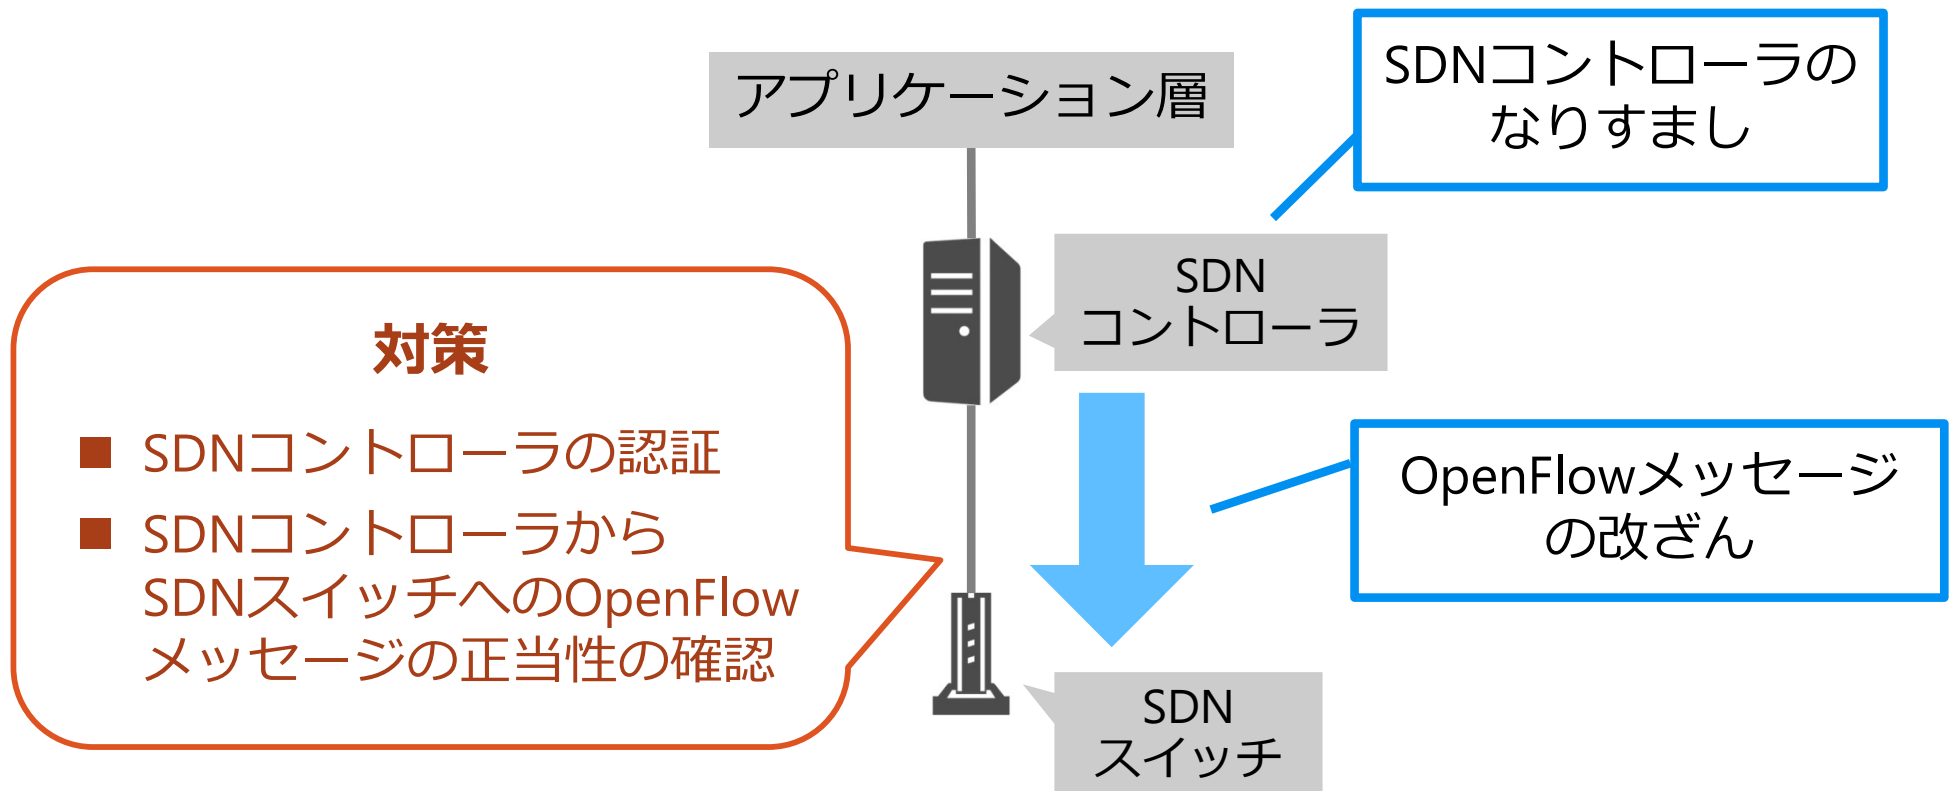 アプリケーション層
SDNコントローラの
なりすまし
SDN
コントローラ
対策
■ SDNコントローラの認証
■ SDNコントローラから
SDNスイッチへのOpenFlow
メッセージの正当性の確認
OpenFlowメッセージ
の改ざん
SDN
スイッチ